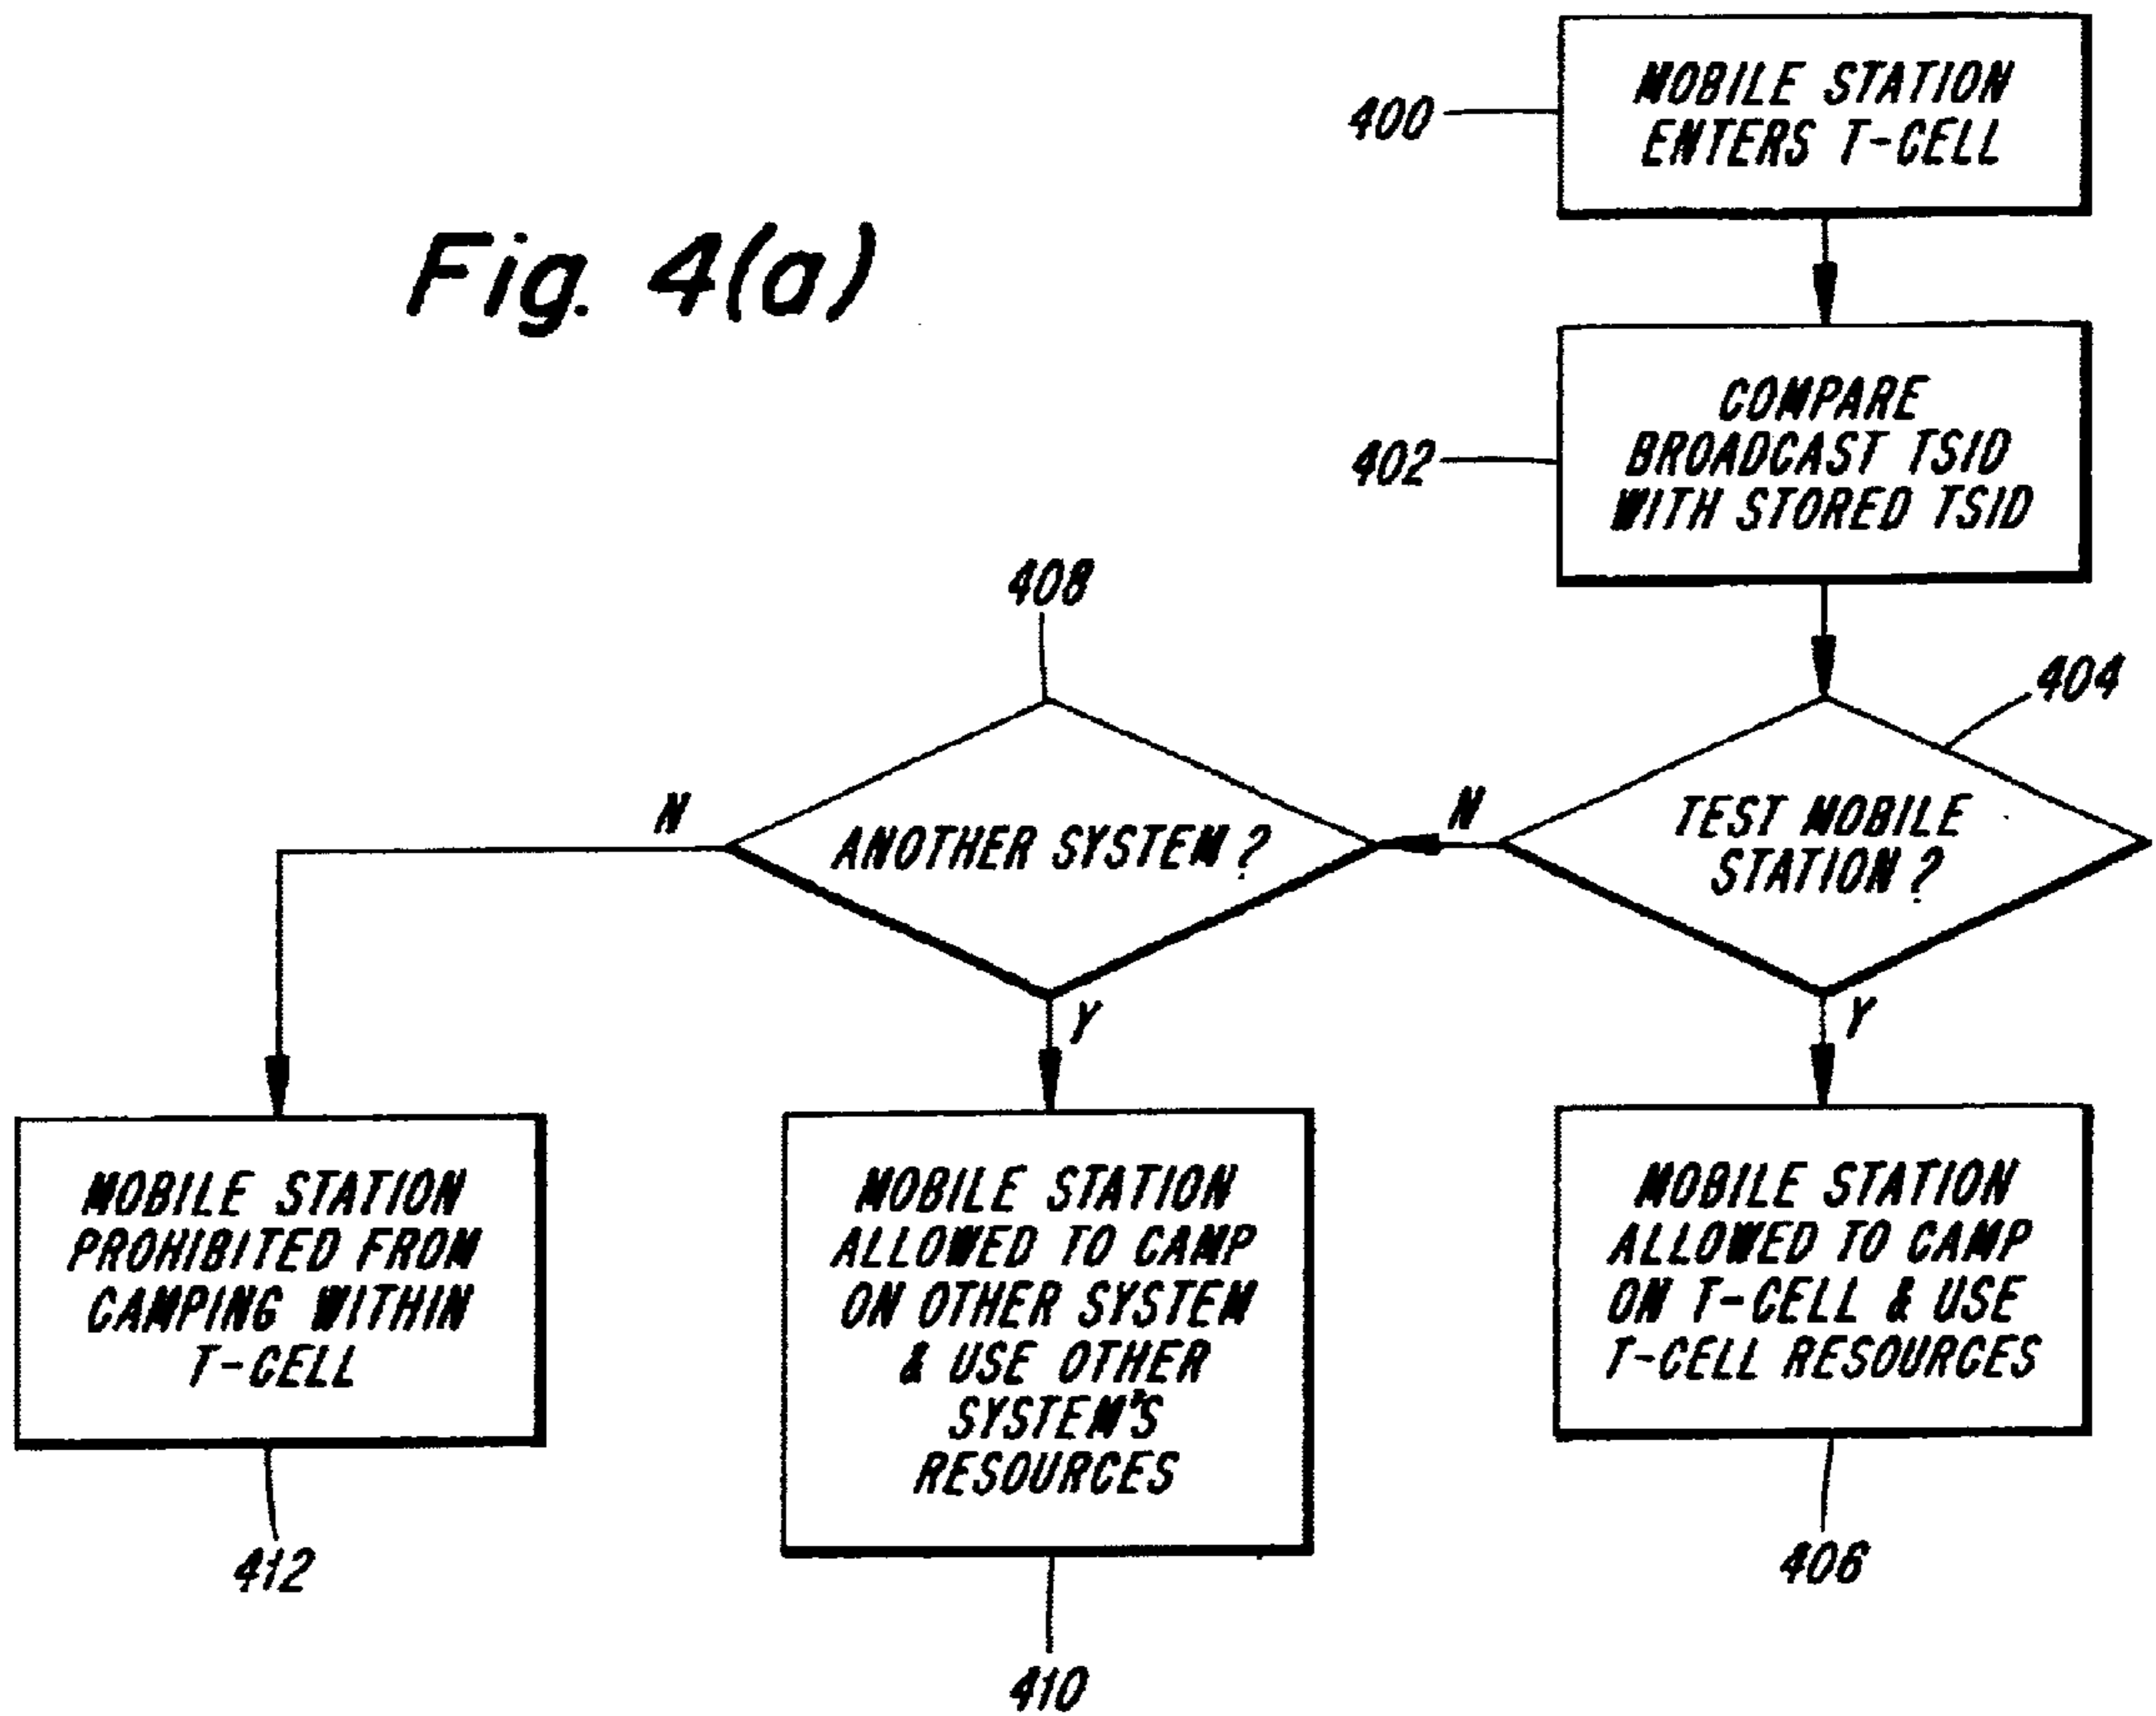 Fig. 4(a)
400
MOBILE STATION
ENTERS T-CELL
402
COMPARE
BROADCAST TSID
WITH STORED TSID
404
TEST MOBILE
STATION?
N
Y
408
ANOTHER SYSTEM?
N
Y
MOBILE STATION
PROHIBITED FROM
CAMPING WITHIN
T-CELL
412
MOBILE STATION
ALLOWED TO CAMP
ON OTHER SYSTEM
& USE OTHER
SYSTEM'S
RESOURCES
410
MOBILE STATION
ALLOWED TO CAMP
ON T-CELL & USE
T-CELL RESOURCES
406